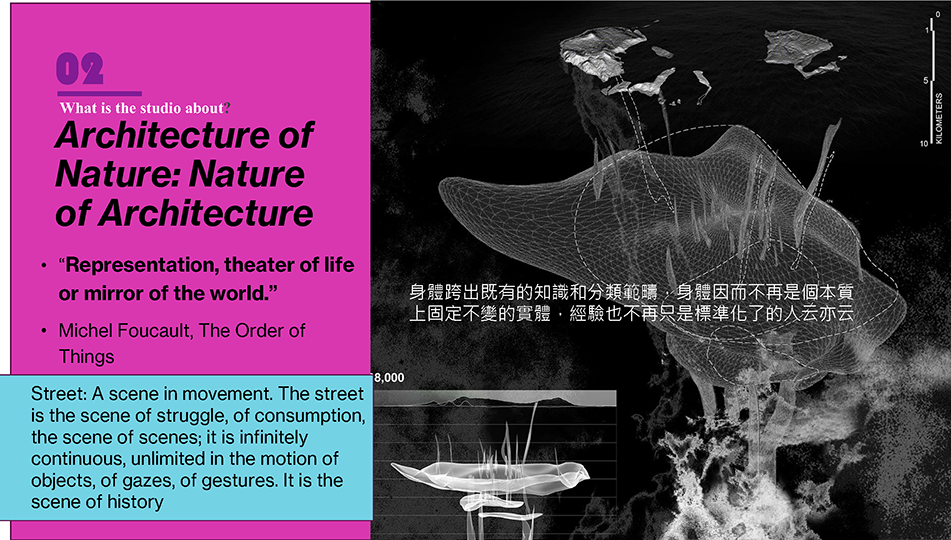 02
What is the studio about?
Architecture of
Nature: Nature
of Architecture
• “Representation, theater of life
or mirror of the world.”
• Michel Foucault, The Order of
Things
Street: A scene in movement. The street
is the scene of struggle, of consumption,
the scene of scenes; it is infinitely
continuous, unlimited in the motion of
objects, of gazes, of gestures. It is the
scene of history
0
1
5
10
KILOMETERS
身體跨出既有的知識和分類範疇，身體因而不再是個本質
上固定不變的實體，經驗也不再只是標準化了的人云亦云
8,000